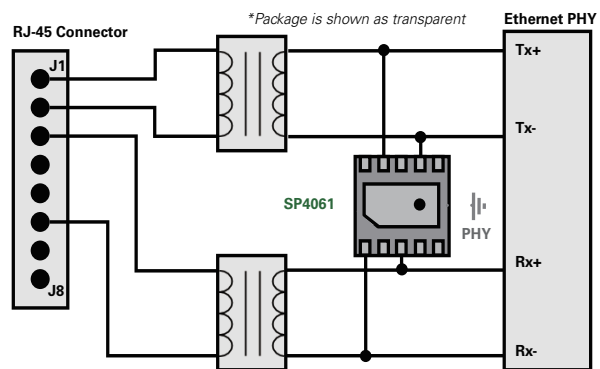 *Package is shown as transparent
Ethernet PHY
RJ-45 Connector
J1
Tx+
Tx-
SP4061
PHY
Rx+
J8
Rx-